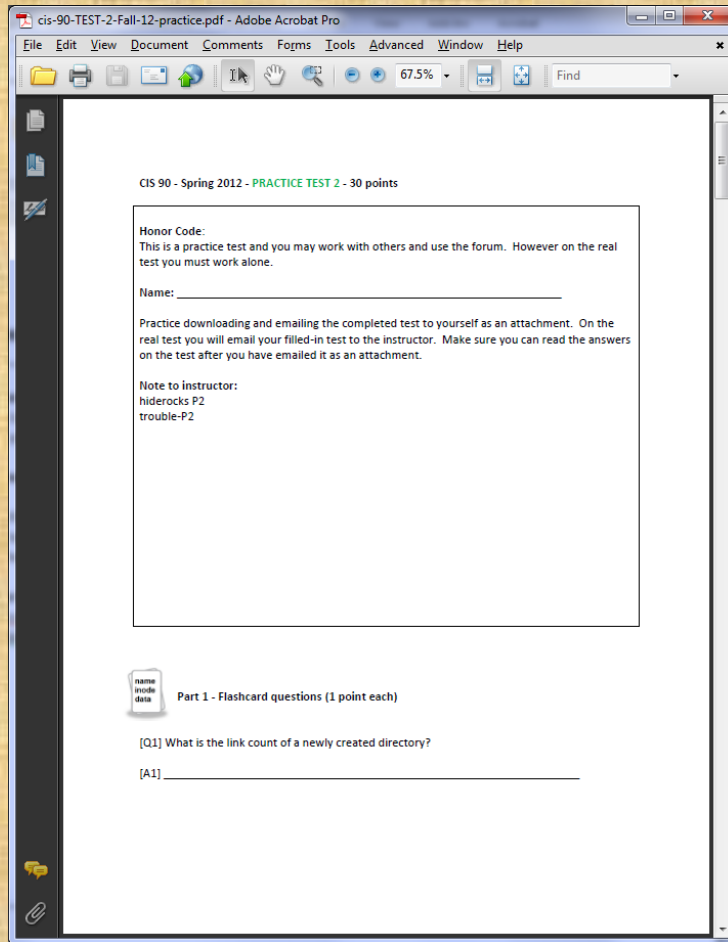 cis-90-TEST-2-Fall-12-practice.pdf - Adobe Acrobat Pro
File Edit View Document Comments Forms Tools Advanced Window Help
67.5% Find
CIS 90 - Spring 2012 - PRACTICE TEST 2 - 30 points
Honor Code:
This is a practice test and you may work with others and use the forum. However on the real
test you must work alone.
Name:
Practice downloading and emailing the completed test to yourself as an attachment. On the
real test you will email your filled-in test to the instructor. Make sure you can read the answers
on the test after you have emailed it as an attachment.
Note to instructor:
hiderocks P2
trouble-P2
name
inode
data
Part 1 - Flashcard questions (1 point each)
[Q1] What is the link count of a newly created directory?
[A1]